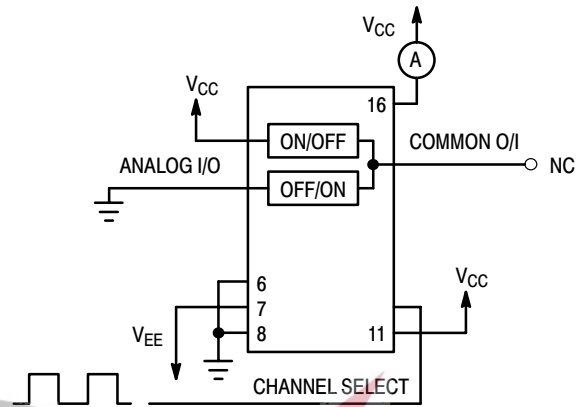 VCC
A
16
VCC
ON/OFF
COMMON O/I
NC
ANALOG I/O
OFF/ON
6
7
8
VEE
11
VCC
CHANNEL SELECT